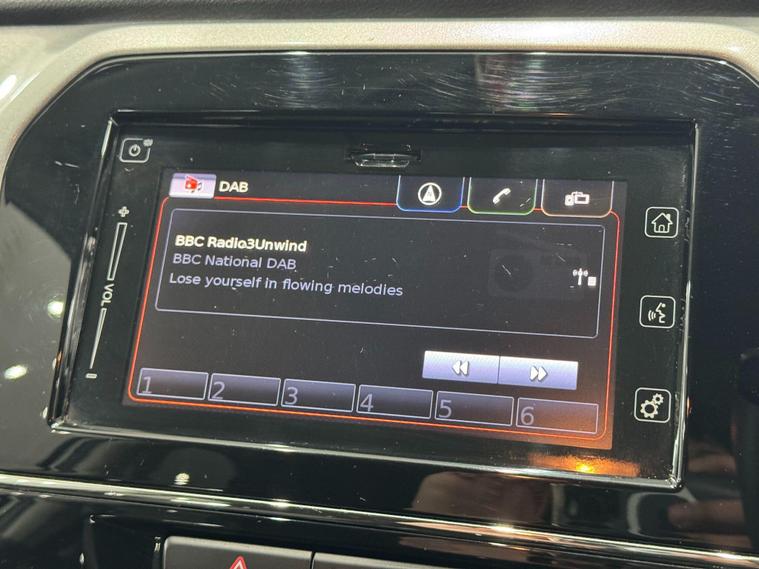 DAB
BBC Radio3Unwind
BBC National DAB
Lose yourself in flowing melodies
VOL
1 2 3 4 5 6